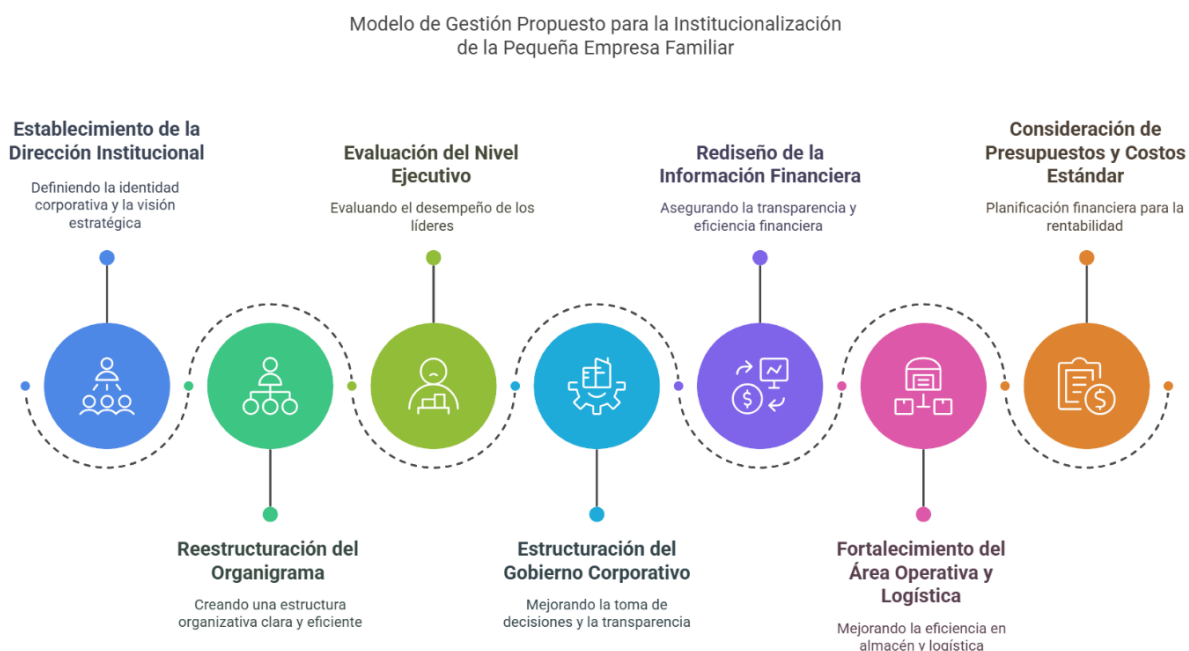 Modelo de Gestión Propuesto para la Institucionalización
de la Pequeña Empresa Familiar
Establecimiento de la
Dirección Institucional
Definiendo la identidad
corporativa y la visión
estratégica
Reestructuración del
Organigrama
Creando una estructura
organizativa clara y eficiente
Evaluación del Nivel
Ejecutivo
Evaluando el desempeño de los
líderes
Estructuración del
Gobierno Corporativo
Mejorando la toma de
decisiones y la transparencia
Rediseño de la
Información Financiera
Asegurando la transparencia y
eficiencia financiera
Fortalecimiento del
Área Operativa y
Logística
Mejorando la eficiencia en
almacén y logística
Consideración de
Presupuestos y Costos
Estándar
Planificación financiera para la
rentabilidad